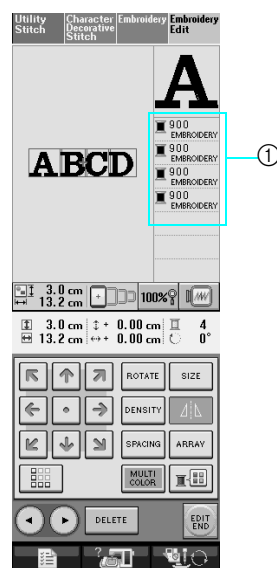 Utility Stitch
Character Decorative Stitch
Embroidery
Embroidery Edit
A
900
EMBROIDERY
900
EMBROIDERY
900
EMBROIDERY
900
EMBROIDERY
①
ABCD
3.0 cm
13.2 cm
100%
3.0 cm + 0.00 cm 4
13.2 cm + 0.00 cm 0°
ROTATE SIZE
DENSITY
SPACING ARRAY
MULTI COLOR
DELETE
EDIT END